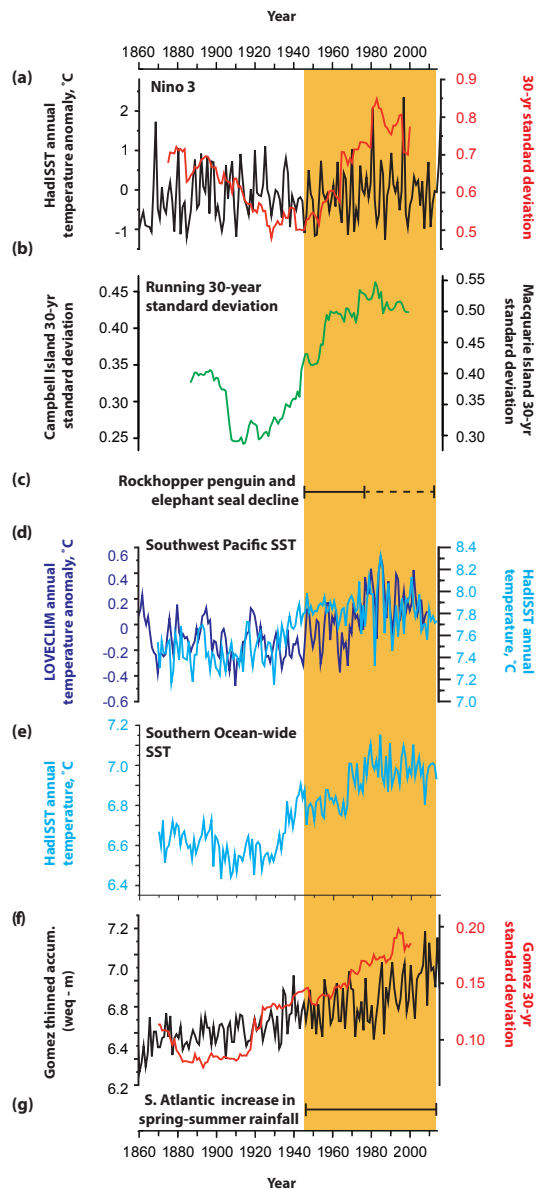 Year
1860 1880 1900 1920 1940 1960 1980 2000
(a)
Nino 3
HadISST annual
temperature anomaly, °C
2
1
0
-1
0.9
0.8
0.7
0.6
0.5
30-yr standard
deviation
(b)
Running 30-year
standard deviation
Campbell Island 30-yr
standard deviation
0.45
0.40
0.35
0.30
0.25
0.55
0.50
0.45
0.40
0.35
0.30
Macquarie Island 30-yr
standard deviation
(c)
Rockhopper penguin and
elephant seal decline
(d)
Southwest Pacific SST
LOVECLIM annual
temperature anomaly, °C
0.6
0.4
0.2
0
-0.2
-0.4
-0.6
8.4
8.2
8.0
7.8
7.6
7.4
7.2
7.0
HadISST annual
temperature, °C
(e)
Southern Ocean-wide
SST
HadISST annual
temperature, °C
7.2
7.0
6.8
6.6
6.4
(f)
Gomez thinned accum.
(weq - m)
7.2
7.0
6.8
6.4
6.2
0.20
0.15
0.10
Gomez 30-yr
standard deviation
(g)
S. Atlantic increase in
spring-summer rainfall
1860 1880 1900 1920 1940 1960 1980 2000
Year